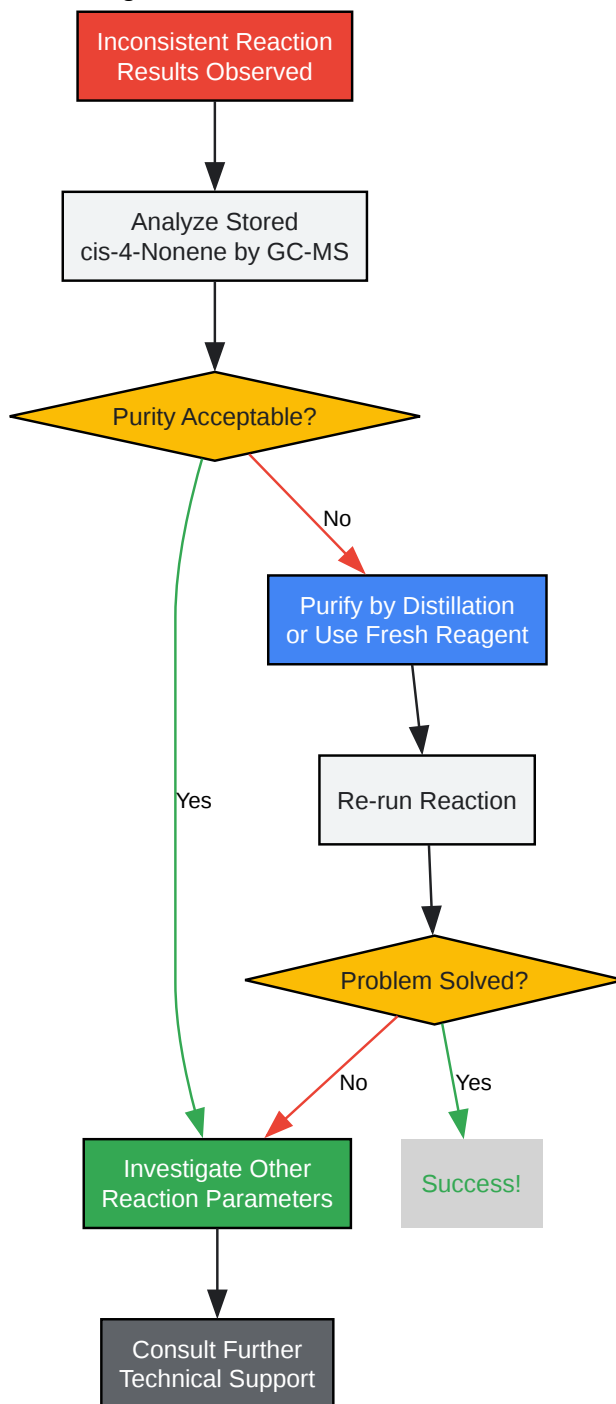 Inconsistent Reaction
Results Observed
Analyze Stored
cis-4-Nonene by GC-MS
Purity Acceptable?
No
Purify by Distillation
or Use Fresh Reagent
Yes
Re-run Reaction
Problem Solved?
No
Yes
Investigate Other
Reaction Parameters
Success!
Consult Further
Technical Support